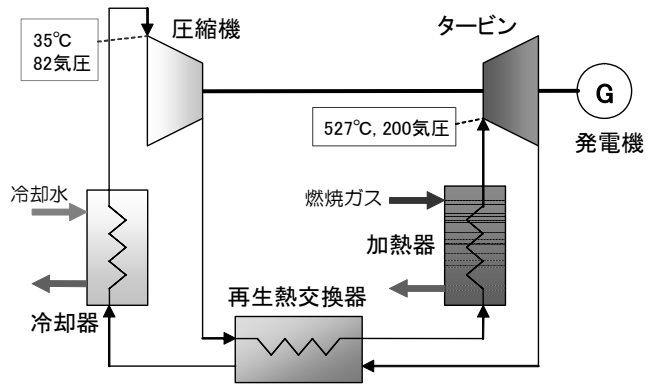 35℃
82気圧
圧縮機
タービン
G
発電機
527℃, 200気圧
冷却水
燃焼ガス
加熱器
再生熱交換器
冷却器